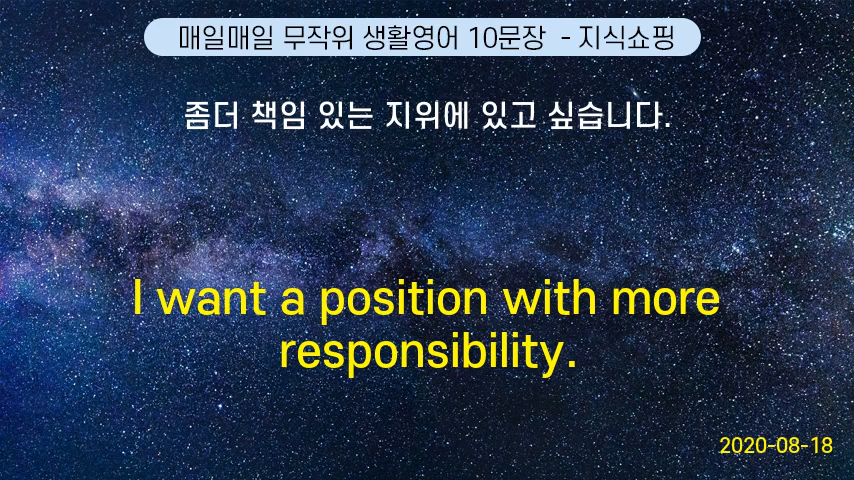 매일매일 무작위 생활영어 10문장 - 지식쇼핑
좀더 책임 있는 지위에 있고 싶습니다.
I want a position with more
responsibility.
2020-08-18